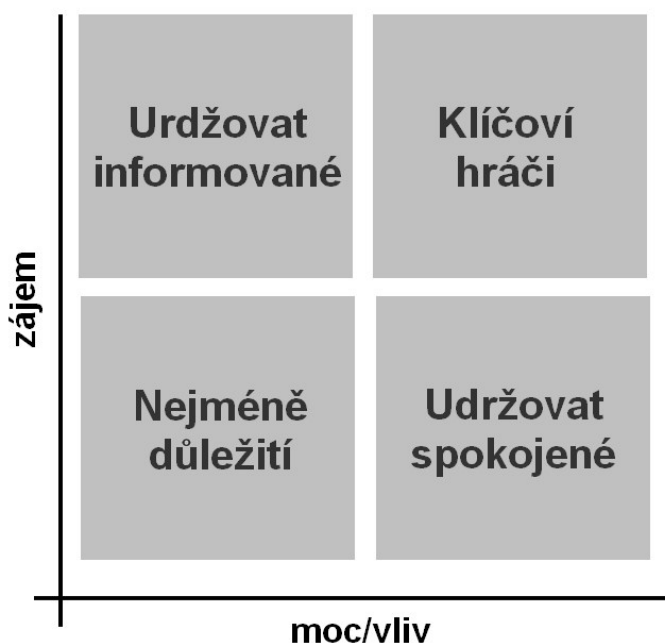 Urdžovat
informované
Klíčoví
hráči
zájem
Nejméně
důležití
Udržovat
spokojené
moc/vliv